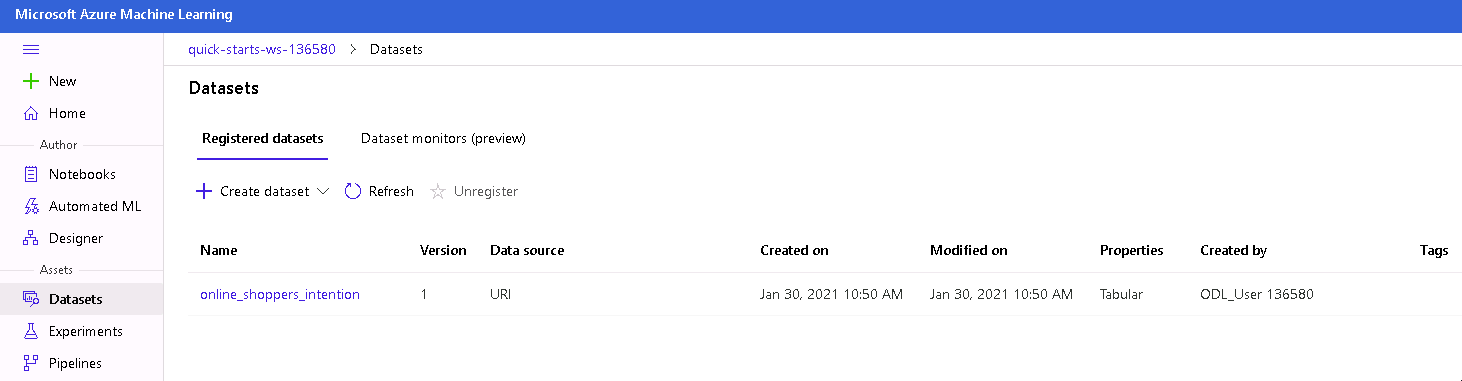 Microsoft Azure Machine Learning
quick-starts-ws-136580 > Datasets
New
Home
Author
Notebooks
Automated ML
Designer
Assets
Datasets
Experiments
Pipelines
Datasets
Registered datasets Dataset monitors (preview)
Create dataset Refresh Unregister
Name Version Data source Created on Modified on Properties Created by Tags
online_shoppers_intention 1 URI Jan 30, 2021 10:50 AM Jan 30, 2021 10:50 AM Tabular ODL_User 136580